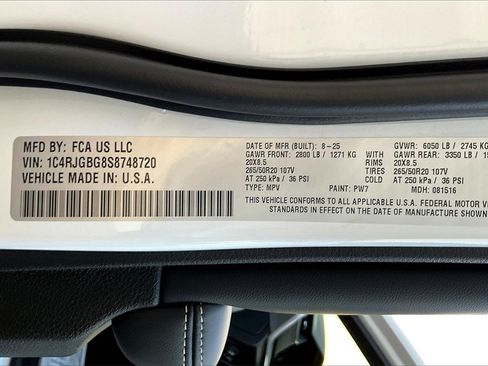 MFD BY: FCA US LLC
VIN: 1C4RJGBG8S8748720
VEHICLE MADE IN: U.S.A.
DATE OF MFR (BUILT): 8-25 GVWR: 6050 LB / 2745 KG
GAWR FRONT: 2800 LB / 1271 KG GAWR REAR: 3350 LB /
20X8.5 WITH RIMS 20X8.5
265/50R20 107V TIRES 265/50R20 107V
AT 250 kPa / 36 PSI COLD AT 250 kPa / 36 PSI
TYPE: MPV PAINT: PW7 MDH: 081516
THIS VEHICLE CONFORMS TO ALL APPLICABLE U.S.A. FEDERAL MOTOR
STANDARDS IN EFFECT ON THE DATE OF MANUFACTURE SHOWN